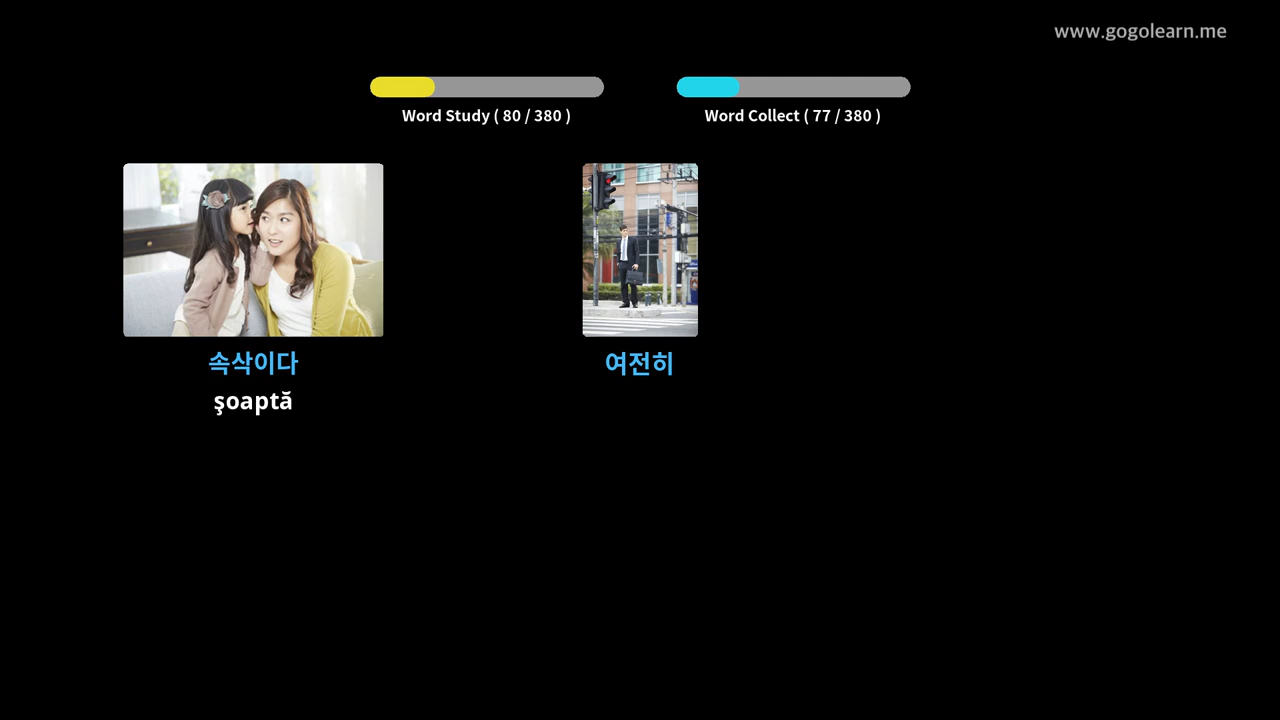 www.gogolearn.me
Word Study ( 80 / 380 )
Word Collect ( 77 / 380 )
속삭이다
şoaptă
여전히